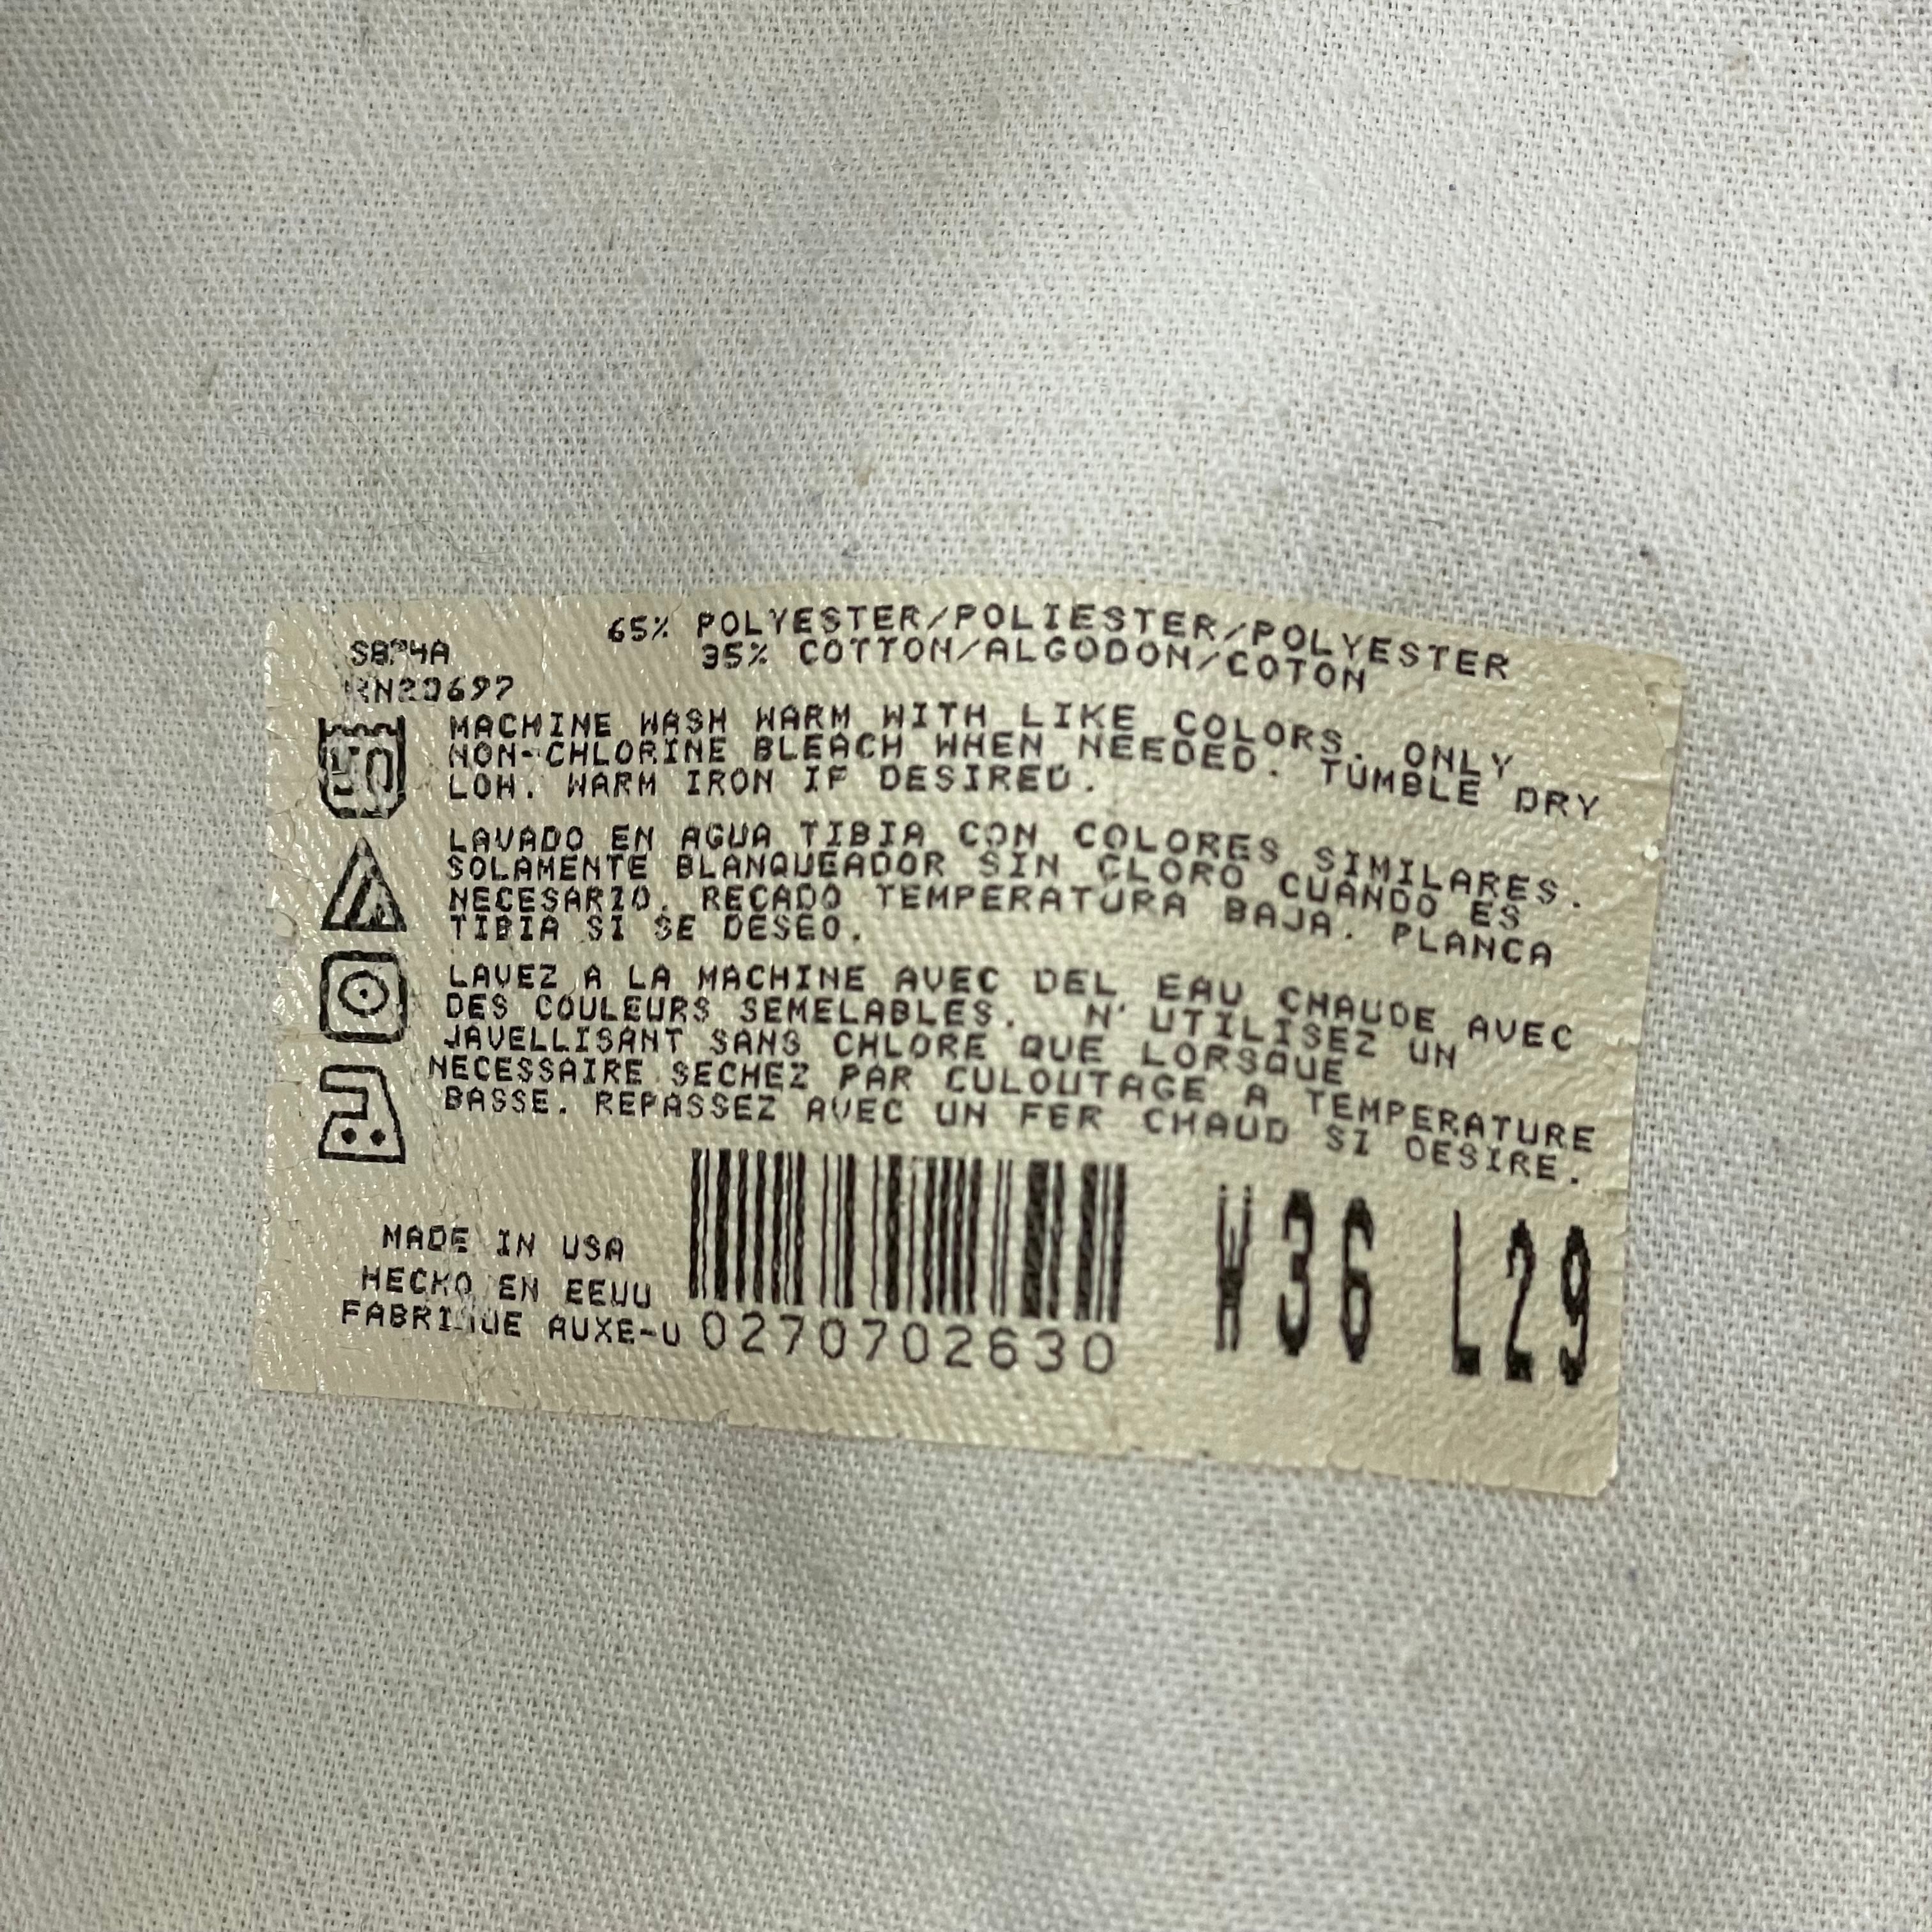 65% POLYESTER/POLIESTER/POLYESTER
35% COTTON/ALGODON/COTON
RN20697
MACHINE WASH WARM WITH LIKE COLORS. ONLY
NON-CHLORINE BLEACH WHEN NEEDED. TUMBLE DRY
LOW. WARM IRON IF DESIRED.
40
LAVADO EN AGUA TIBIA CON COLORES SIMILARES.
SOLAMENTE BLANQUEADOR SIN CLORO CUANDO ES
NECESARIO. RECADO TEMPERATURA BAJA. PLANCA
TIBIA SI SE DESEO.
LAVEZ A LA MACHINE AVEC DEL EAU CHAUDE AVEC
DES COULEURS SEMELABLES. N'UTILISEZ UN
JAVELLISANT SANS CHLORE QUE LORSQUE
NECESSAIRE SECHEZ PAR CULOUTAGE A TEMPERATURE
BASSE. REPASSEZ AVEC UN FER CHAUD SI DESIRE.
MADE IN USA
HECHO EN EEUU
FABRIQUE AUXE-U
0270702630
W36 L29